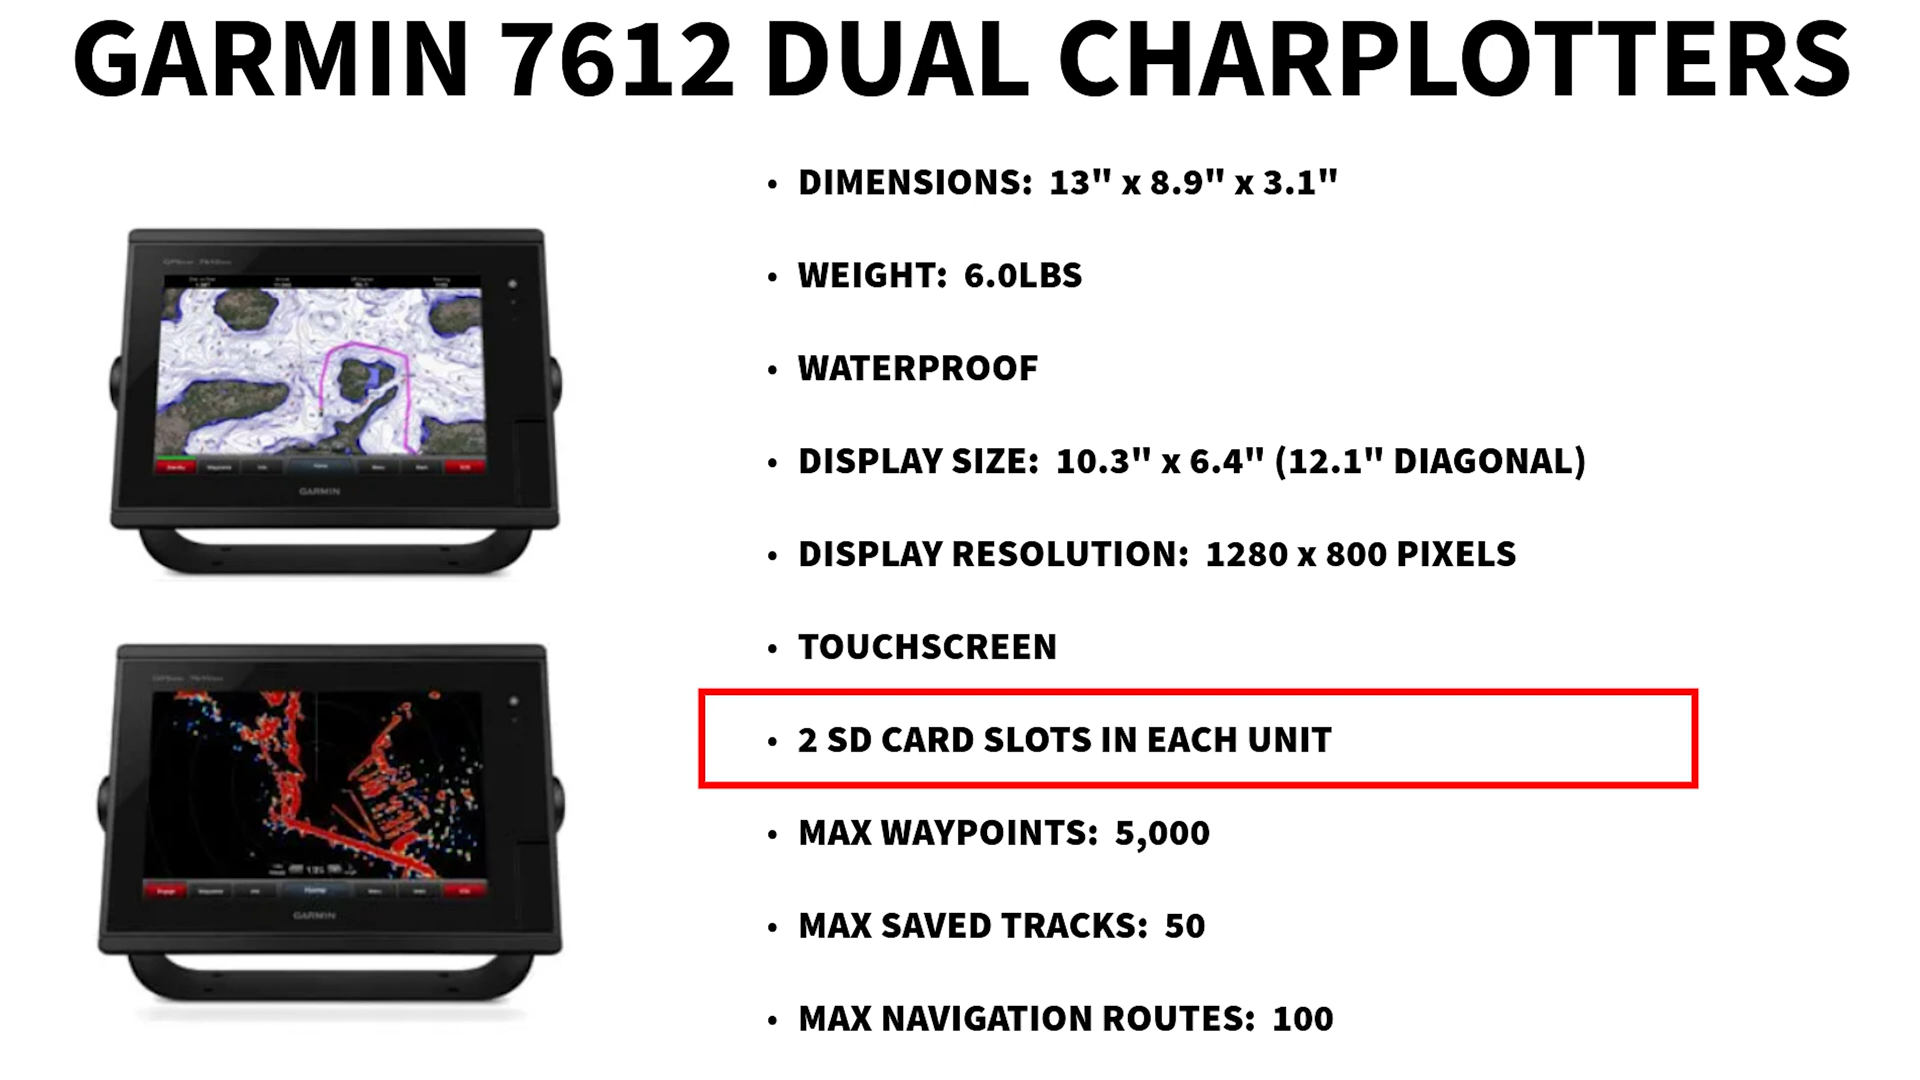 GARMIN 7612 DUAL CHARPLOTTERS
• DIMENSIONS: 13" x 8.9" x 3.1"
• WEIGHT: 6.0LBS
• WATERPROOF
• DISPLAY SIZE: 10.3" x 6.4" (12.1" DIAGONAL)
• DISPLAY RESOLUTION: 1280 x 800 PIXELS
• TOUCHSCREEN
• 2 SD CARD SLOTS IN EACH UNIT
• MAX WAYPOINTS: 5,000
• MAX SAVED TRACKS: 50
• MAX NAVIGATION ROUTES: 100
Home
GARMIN
Home
GARMIN